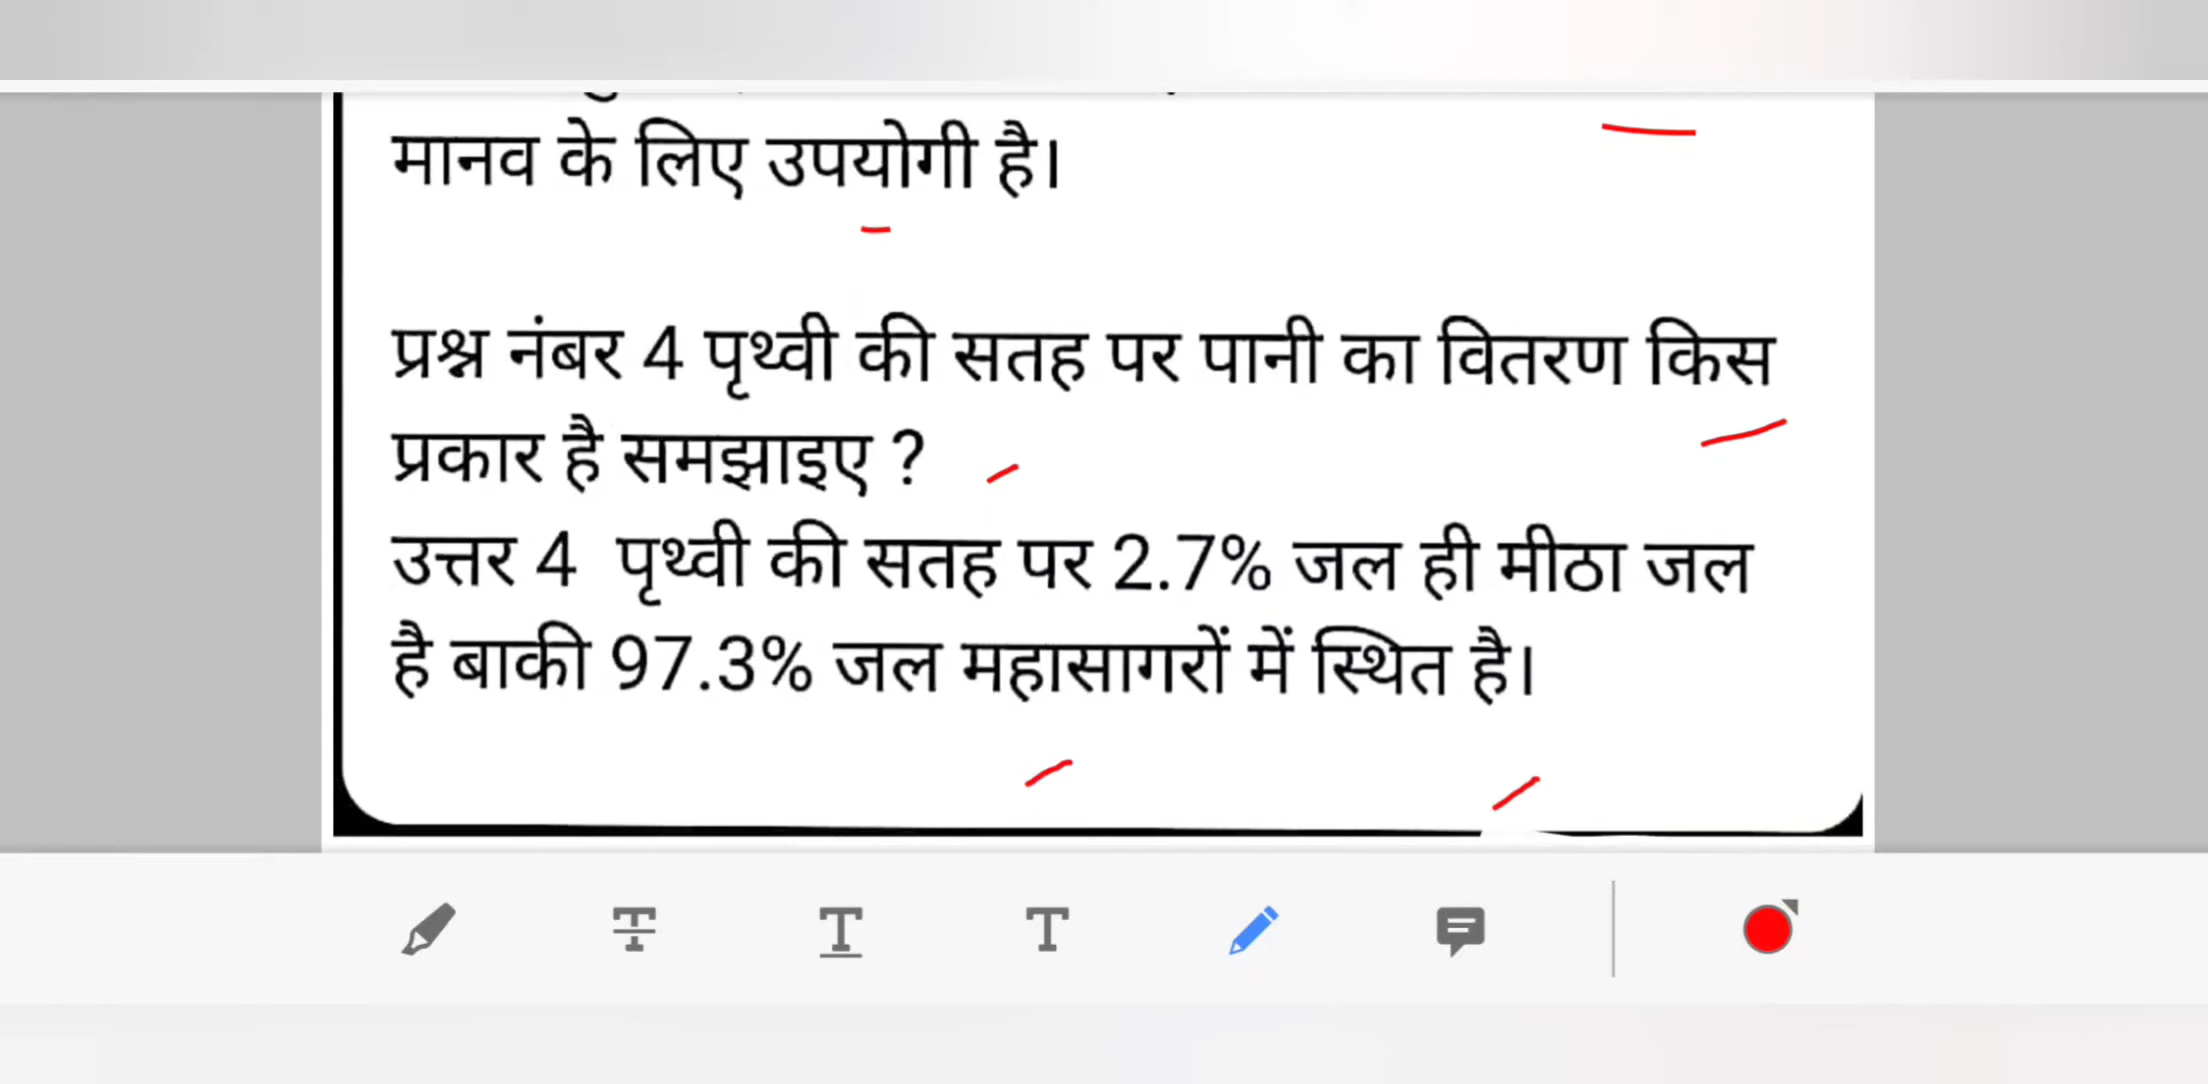 मानव के लिए उपयोगी है।
प्रश्न नंबर 4 पृथ्वी की सतह पर पानी का वितरण किस
प्रकार है समझाइए ?
उत्तर 4 पृथ्वी की सतह पर 2.7% जल ही मीठा जल
है बाकी 97.3% जल महासागरों में स्थित है।